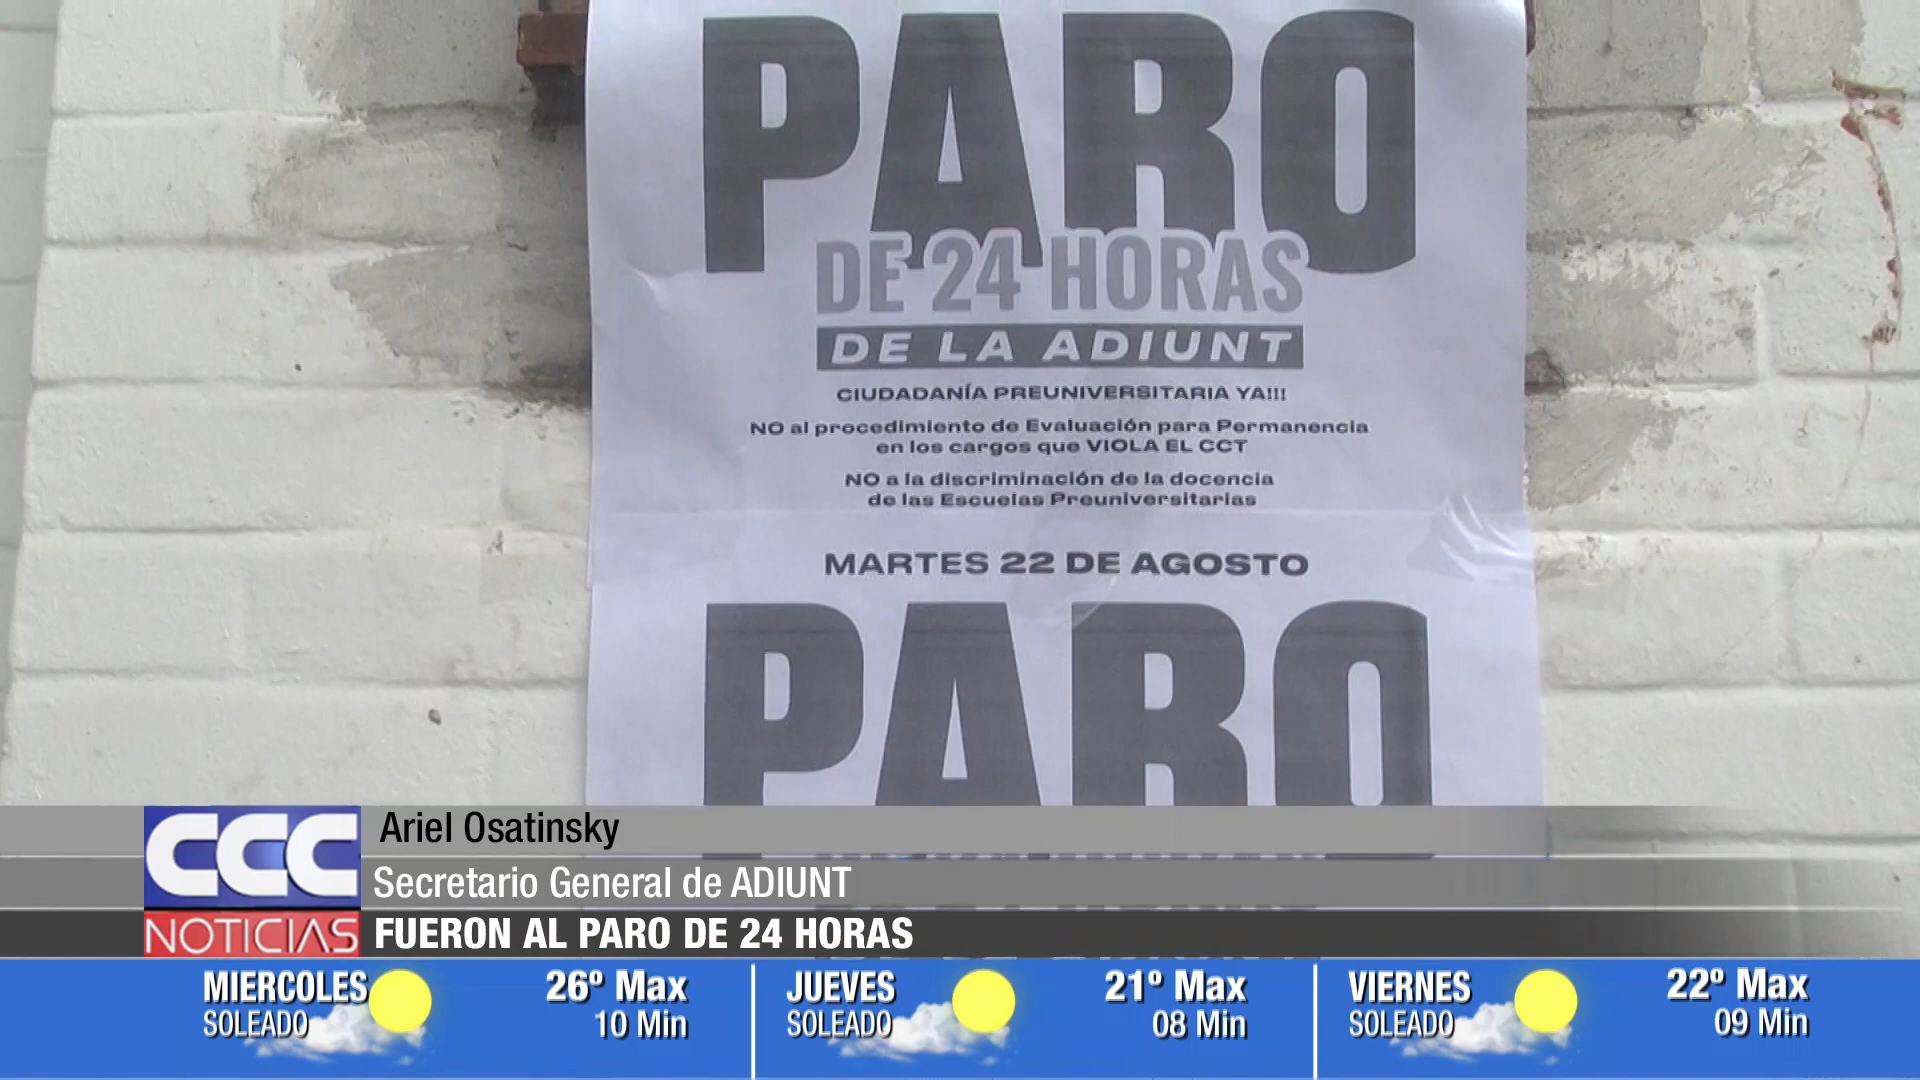 PARO
DE 24 HORAS
DE LA ADIUNT
CIUDADANÍA PREUNIVERSITARIA YA!!!
NO al procedimiento de Evaluación para Permanencia
en los cargos que VIOLA EL CCT
NO a la discriminación de la docencia
de las Escuelas Preuniversitarias
MARTES 22 DE AGOSTO
PARO
CCC
NOTICIAS
Ariel Osatinsky
Secretario General de ADIUNT
FUERON AL PARO DE 24 HORAS
MIERCOLES
SOLEADO
26º Max
10 Min
JUEVES
SOLEADO
21º Max
08 Min
VIERNES
SOLEADO
22º Max
09 Min